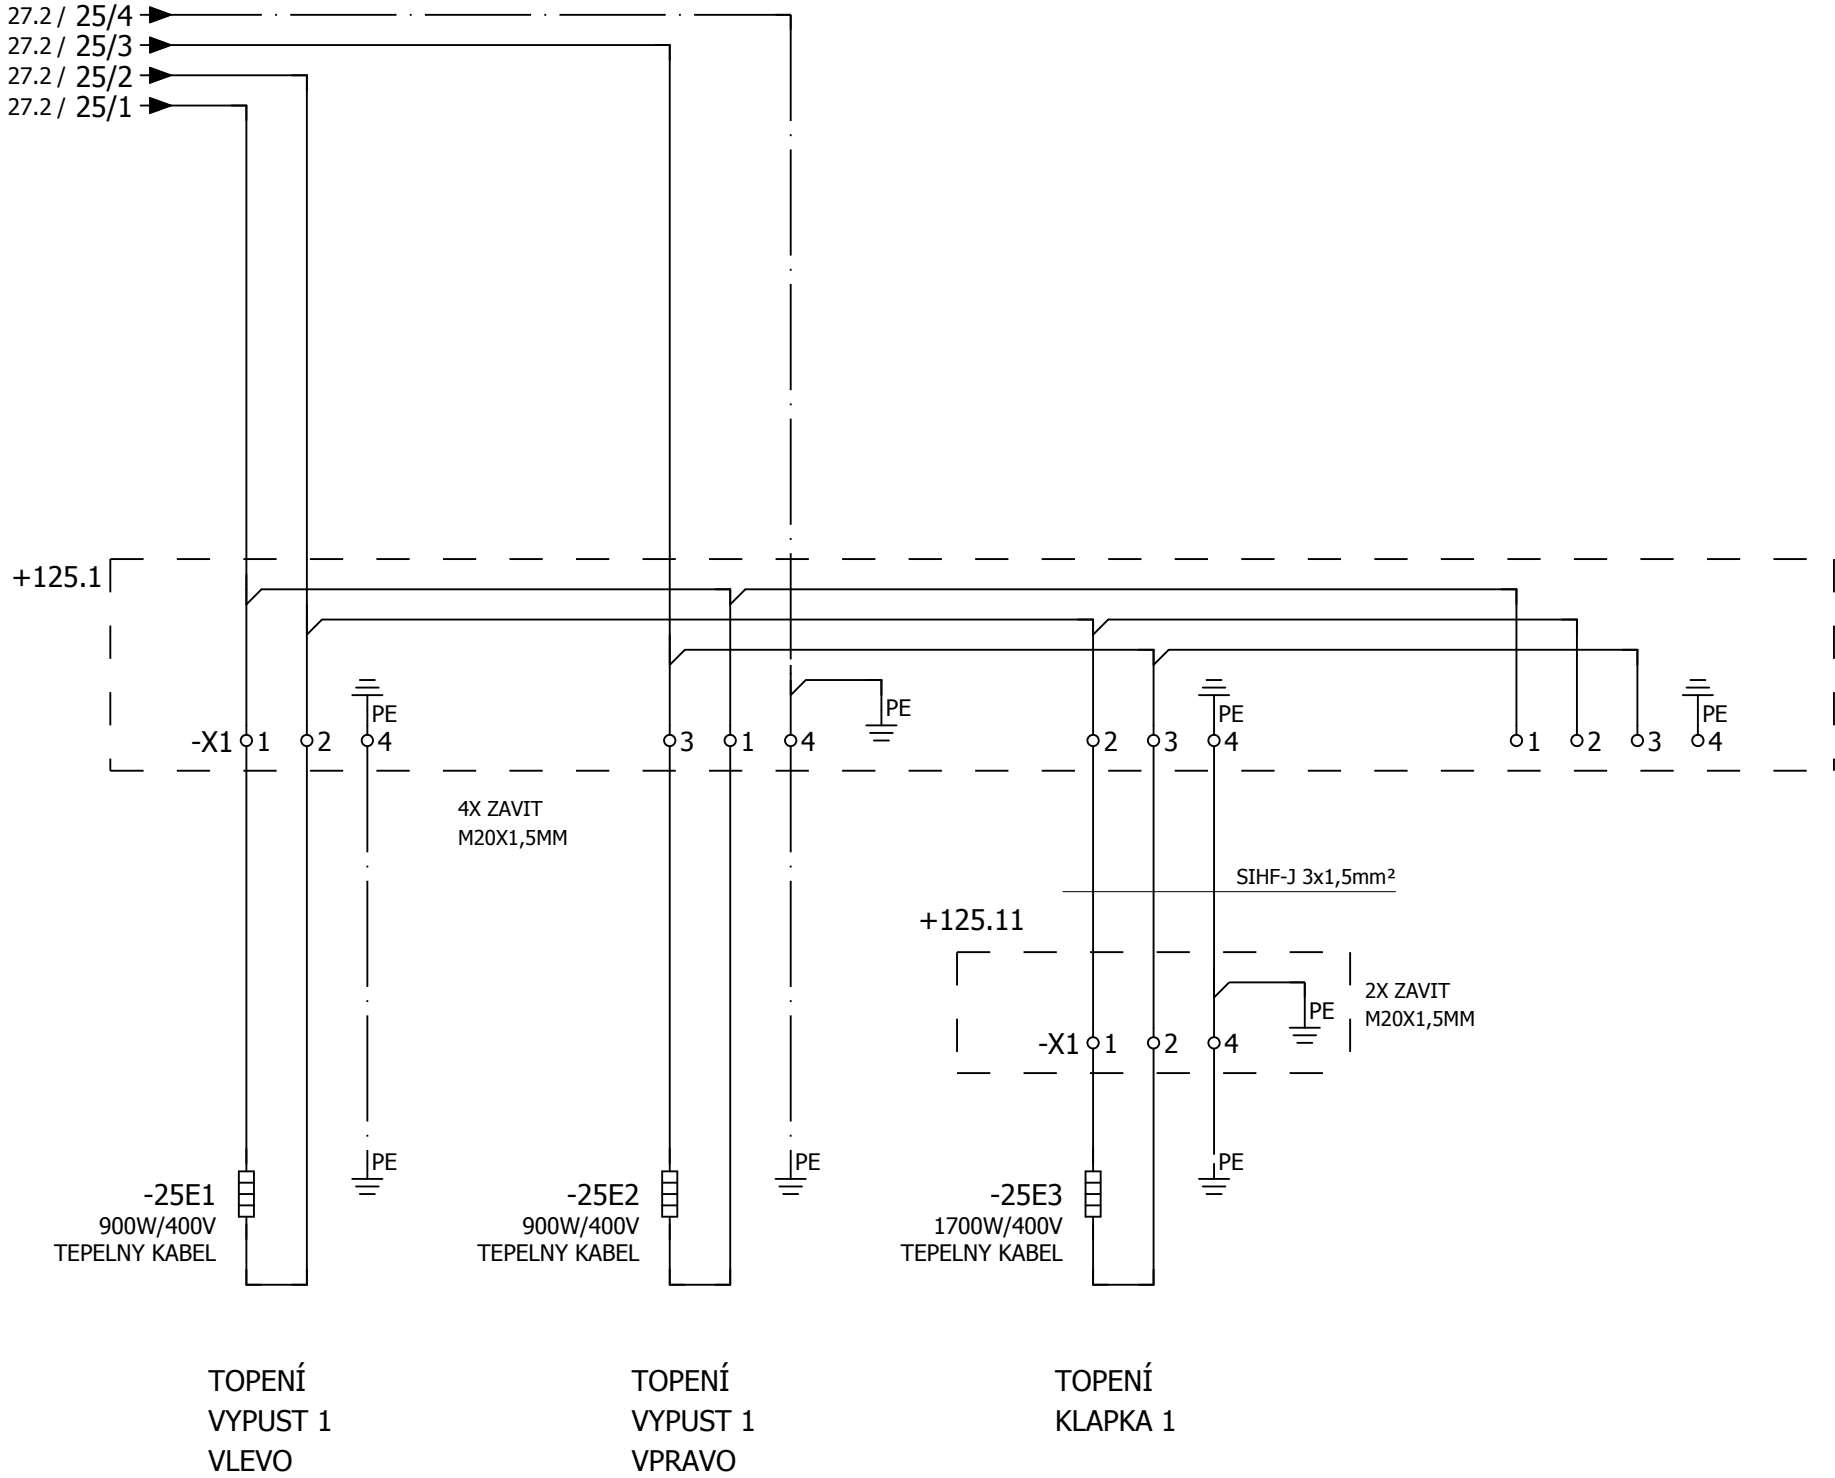 27.2 / 25/4
27.2 / 25/3
27.2 / 25/2
27.2 / 25/1
+125.1
PE PE PE PE
-X1 1 2 4 3 1 4 2 3 4 1 2 3 4
4X ZAVIT
M20X1,5MM
SIHF-J 3x1,5mm²
+125.11
2X ZAVIT
M20X1,5MM
PE
-X1 1 2 4
PE PE PE
-25E1
900W/400V
TEPELNY KABEL
-25E2
900W/400V
TEPELNY KABEL
-25E3
1700W/400V
TEPELNY KABEL
TOPENÍ
VYPUST 1
VLEVO
TOPENÍ
VYPUST 1
VPRAVO
TOPENÍ
KLAPKA 1